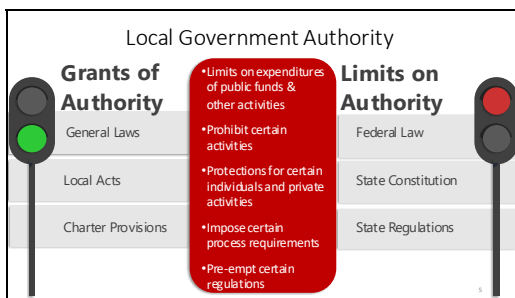 Local Government Authority
Grants of
Authority
General Laws
Local Acts
Charter Provisions
•Limits on expenditures
of public funds &
other activities
•Prohibit certain
activities
•Protections for certain
individuals and private
activities
•Impose certain
process requirements
•Pre-empt certain
regulations
Limits on
Authority
Federal Law
State Constitution
State Regulations
5